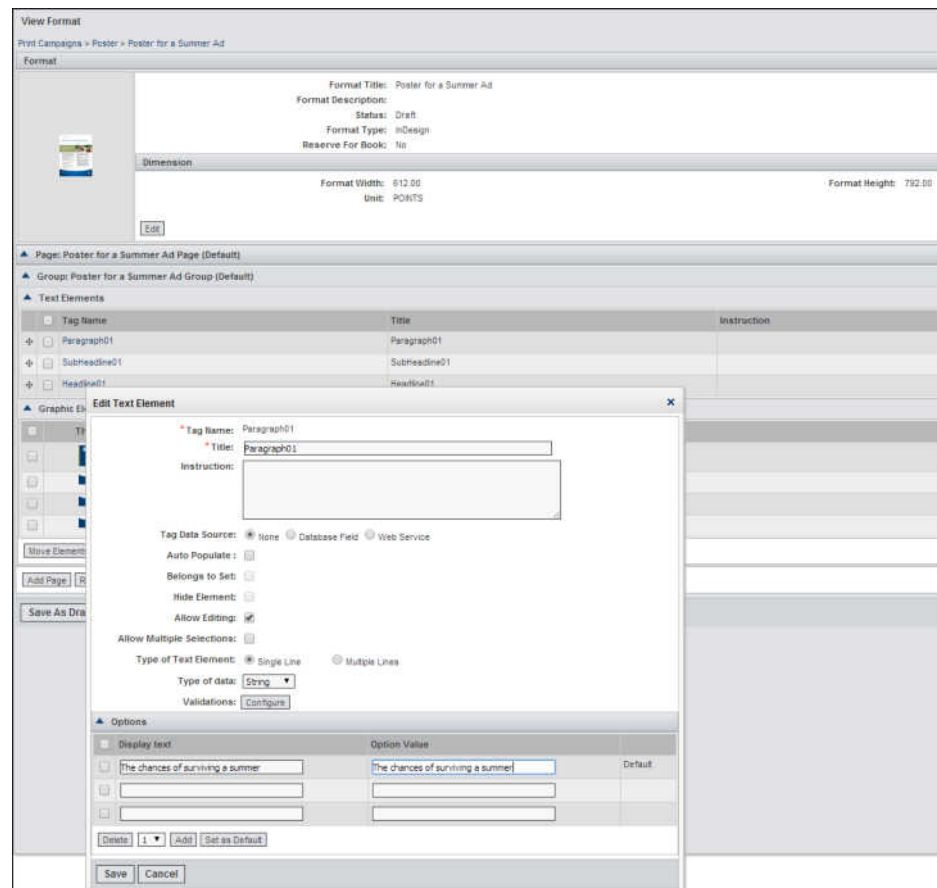 View Format
Print Campaigns > Poster > Poster for a Summer Ad
Format
Format Title: Poster for a Summer Ad
Format Description:
Status: Draft
Format Type: InDesign
Reserve For Book: No
Dimension
Format Width: 612.00 Format Height: 792.00
Unit: POINTS
Edit
Page: Poster for a Summer Ad Page (Default)
Group: Poster for a Summer Ad Group (Default)
Text Elements
Tag Name Title Instruction
Paragraph01 Paragraph01
SubHeadline01 SubHeadline01
Headline01 Headline01
Graphic El
Edit Text Element
* Tag Name: Paragraph01
* Title: Paragraph01
Instruction:
Tag Data Source: None Database Field Web Service
Auto Populate :
Belongs to Set:
Hide Element:
Move Element
Add Page R
Allow Editing:
Save As Dra
Allow Multiple Selections:
Type of Text Element: Single Line Multiple Lines
Type of data: String
Validations: Configure
Options
Display text Option Value
The chances of surviving a summer The chances of surviving a summer Default
Delete 1 Add Set as Default
Save Cancel